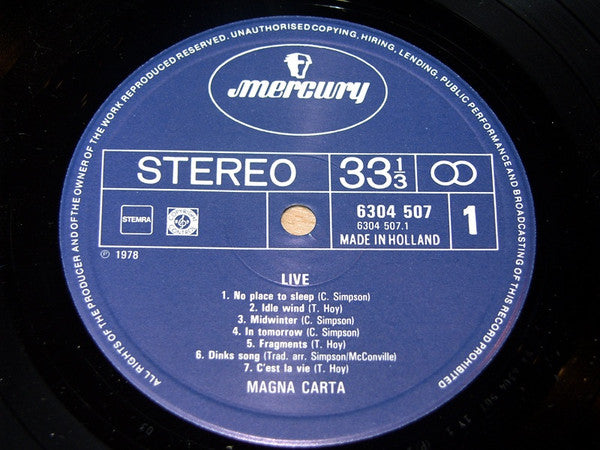 ALL RIGHTS OF THE PRODUCER AND OF THE OWNER OF THE WORK REPRODUCED RESERVED. UNAUTHORISED COPYING, HIRING, LENDING, PUBLIC PERFORMANCE AND BROADCASTING OF THIS RECORD PROHIBITED
mercury
STEREO
33 1/3
6304 507
6304 507.1
MADE IN HOLLAND
1
STEMRA
℗ 1978
LIVE
1. No place to sleep (C. Simpson)
2. Idle wind (T. Hoy)
3. Midwinter (C. Simpson)
4. In tomorrow (C. Simpson)
5. Fragments (T. Hoy)
6. Dinks song (Trad. arr. Simpson/McConville)
7. C'est la vie (T. Hoy)
MAGNA CARTA